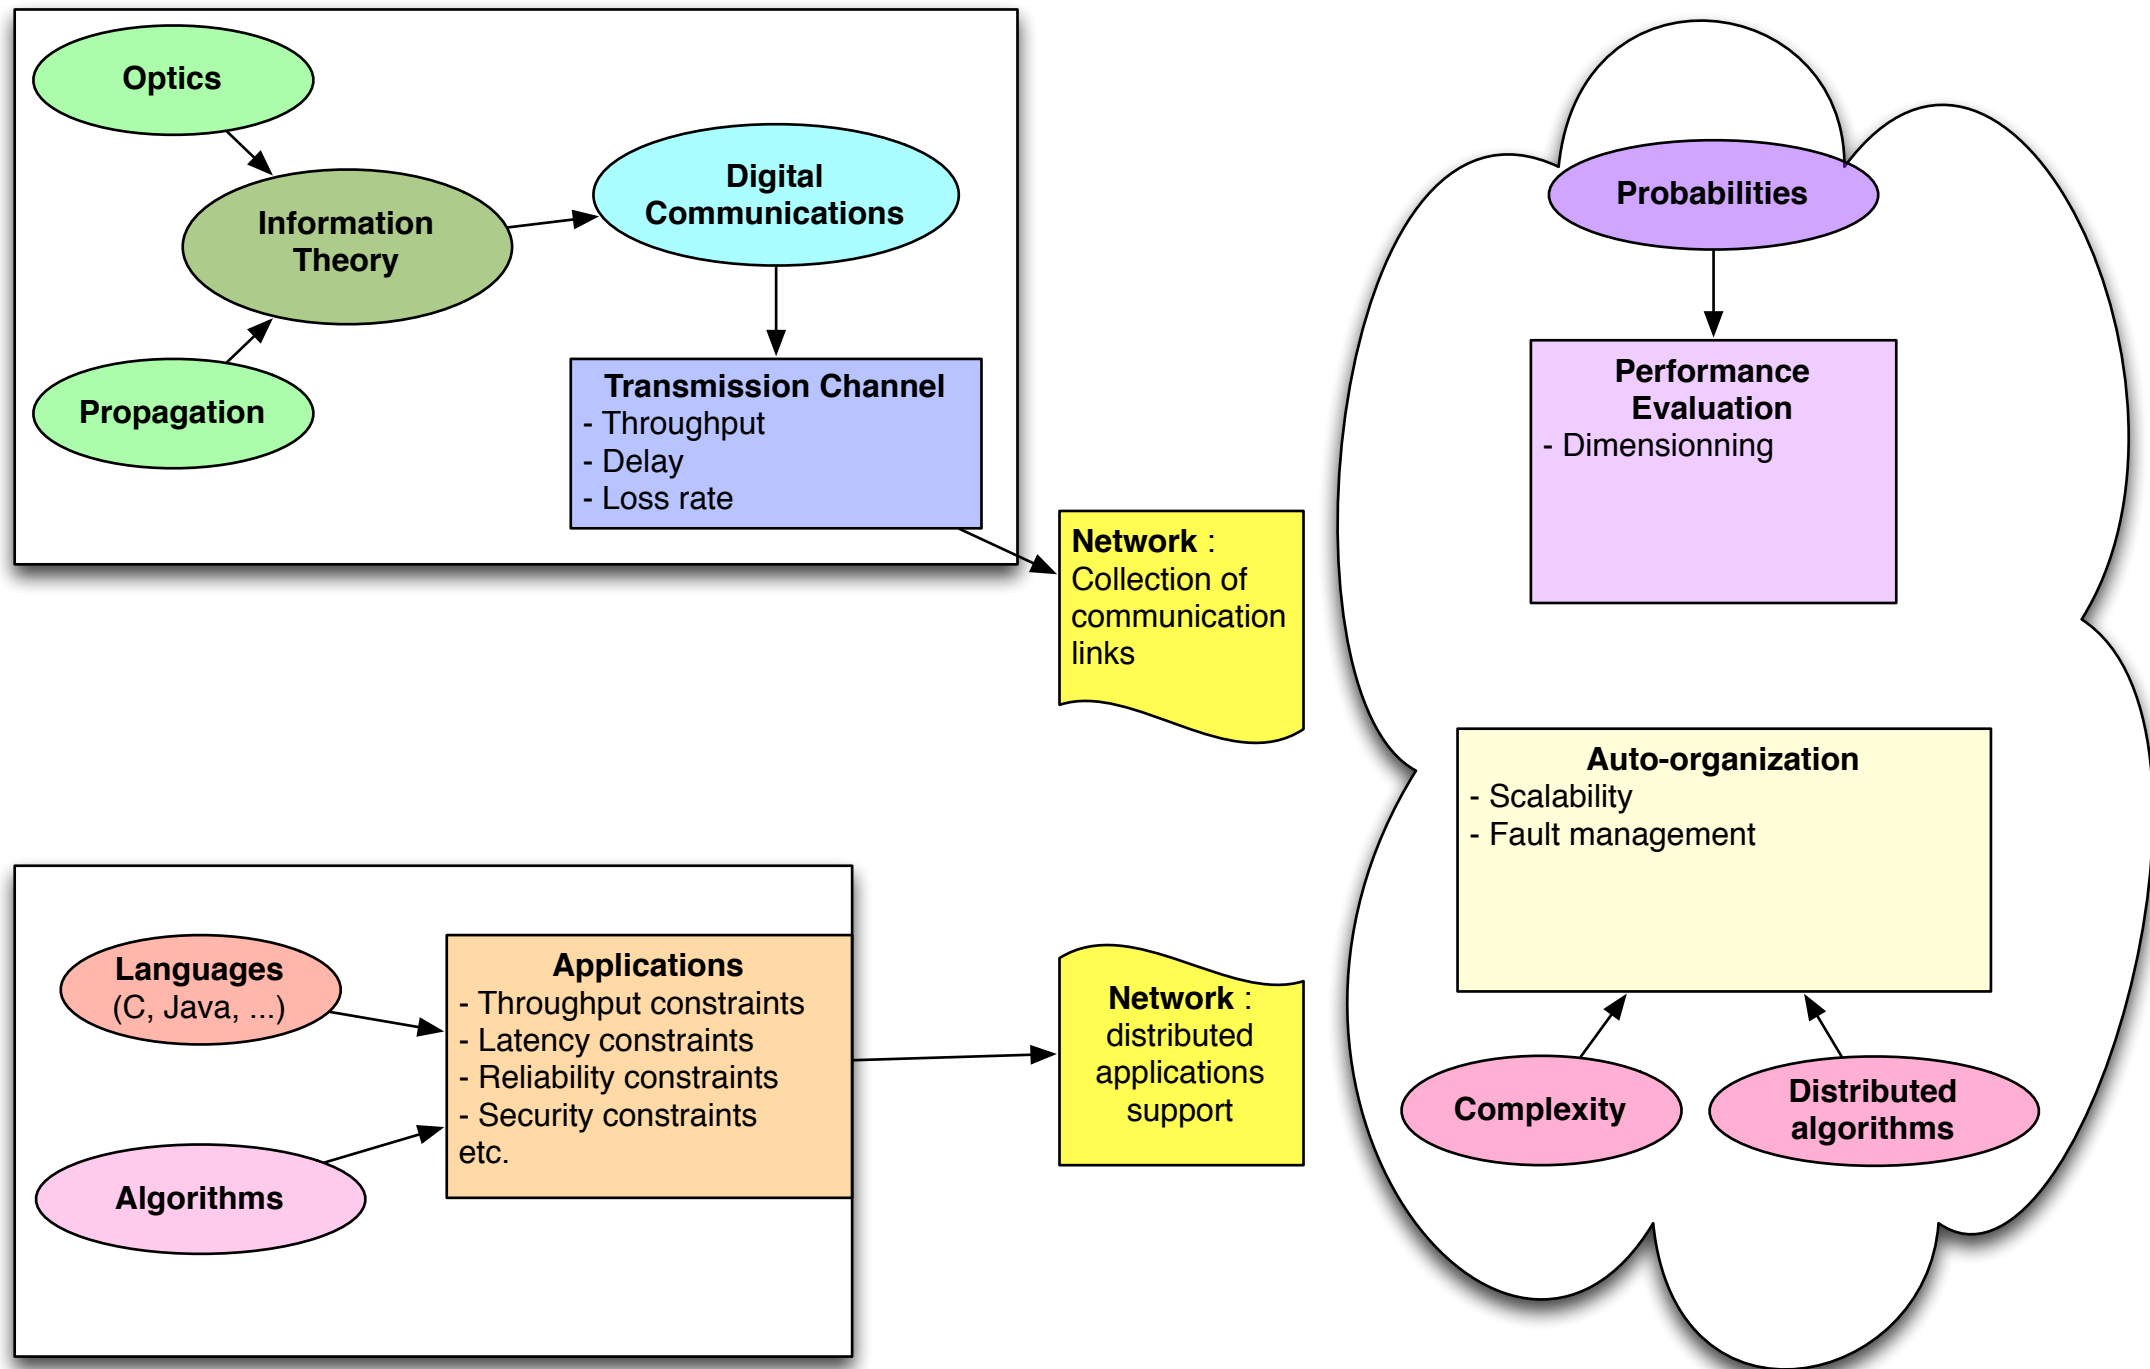 Optics
Information
Theory
Propagation
Digital
Communications
Transmission Channel
- Throughput
- Delay
- Loss rate
Network :
Collection of
communication
links
Probabilities
Performance
Evaluation
- Dimensionning
Auto-organization
- Scalability
- Fault management
Complexity
Distributed
algorithms
Languages
(C, Java, ...)
Algorithms
Applications
- Throughput constraints
- Latency constraints
- Reliability constraints
- Security constraints
etc.
Network :
distributed
applications
support